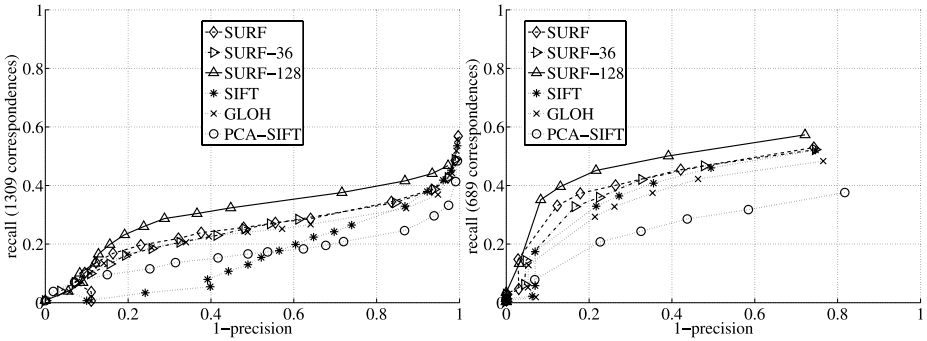 1
0.8
0.6
0.4
0.2
0
recall (1309 correspondences)
SURF
SURF−36
SURF−128
SIFT
GLOH
PCA−SIFT
0 0.2 0.4 0.6 0.8 1
1−precision
1
0.8
0.6
0.4
0.2
0
recall (689 correspondences)
SURF
SURF−36
SURF−128
SIFT
GLOH
PCA−SIFT
0 0.2 0.4 0.6 0.8 1
1−precision